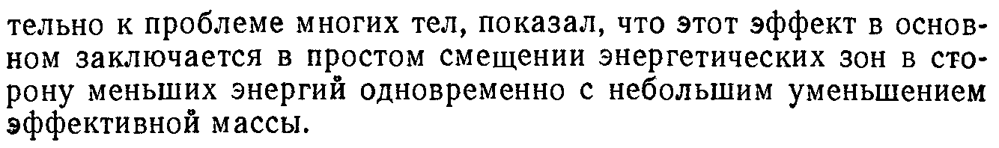 тельно к проблеме многих тел, показал, что этот эффект в основ-
ном заключается в простом смещении энергетических зон в сто-
рону меньших энергий одновременно с небольшим уменьшением
эффективной массы.